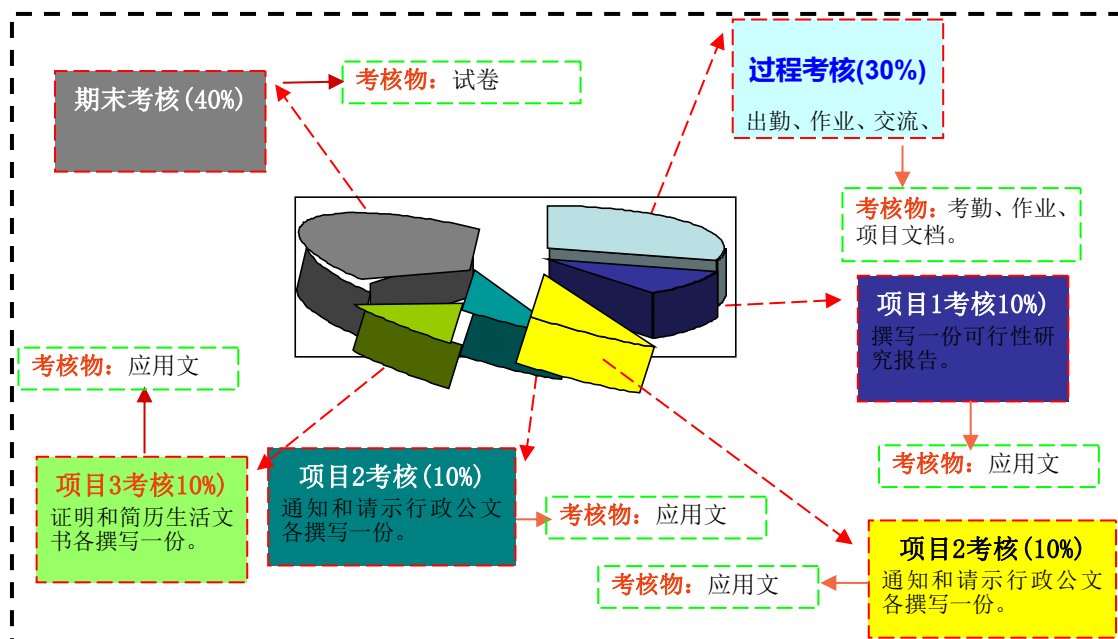 期末考核(40%)
考核物：试卷
过程考核(30%)
出勤、作业、交流、
考核物：考勤、作业、
项目文档。
项目1考核10%)
撰写一份可行性研
究报告。
考核物：应用文
考核物：应用文
项目3考核10%)
证明和简历生活文
书各撰写一份。
项目2考核(10%)
通知和请示行政公文
各撰写一份。
考核物：应用文
项目2考核(10%)
通知和请示行政公文
各撰写一份。
考核物：应用文